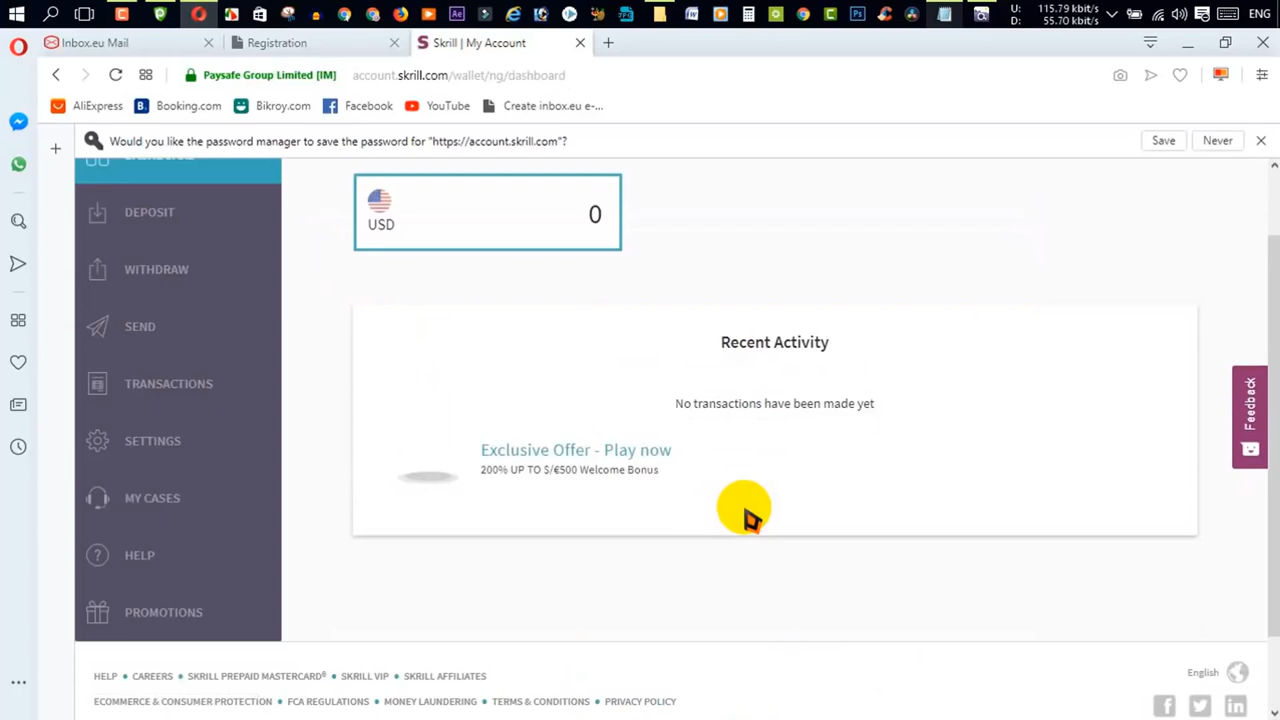 U: 115.79 kbit/s
D: 55.70 kbit/s
ENG
Inbox.eu Mail
Registration
Skrill | My Account
Paysafe Group Limited [IM]
account.skrill.com/wallet/ng/dashboard
AliExpress
Booking.com
Bikroy.com
Facebook
YouTube
Create inbox.eu e-...
Would you like the password manager to save the password for "https://account.skrill.com"?
Save
Never
DEPOSIT
WITHDRAW
SEND
TRANSACTIONS
SETTINGS
MY CASES
HELP
PROMOTIONS
USD
0
Recent Activity
No transactions have been made yet
Exclusive Offer - Play now
200% UP TO $/€500 Welcome Bonus
Feedback
HELP • CAREERS • SKRILL PREPAID MASTERCARD® • SKRILL VIP • SKRILL AFFILIATES
ECOMMERCE & CONSUMER PROTECTION • FCA REGULATIONS • MONEY LAUNDERING • TERMS & CONDITIONS • PRIVACY POLICY
English